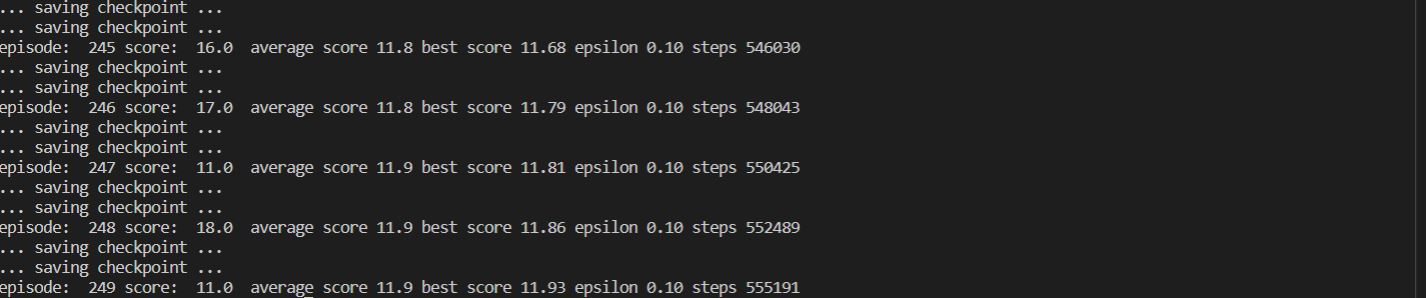 ... saving checkpoint ...
... saving checkpoint ...
episode:  245 score:  16.0  average score 11.8 best score 11.68 epsilon 0.10 steps 546030
... saving checkpoint ...
... saving checkpoint ...
episode:  246 score:  17.0  average score 11.8 best score 11.79 epsilon 0.10 steps 548043
... saving checkpoint ...
... saving checkpoint ...
episode:  247 score:  11.0  average score 11.9 best score 11.81 epsilon 0.10 steps 550425
... saving checkpoint ...
... saving checkpoint ...
episode:  248 score:  18.0  average score 11.9 best score 11.86 epsilon 0.10 steps 552489
... saving checkpoint ...
... saving checkpoint ...
episode:  249 score:  11.0  average score 11.9 best score 11.93 epsilon 0.10 steps 555191